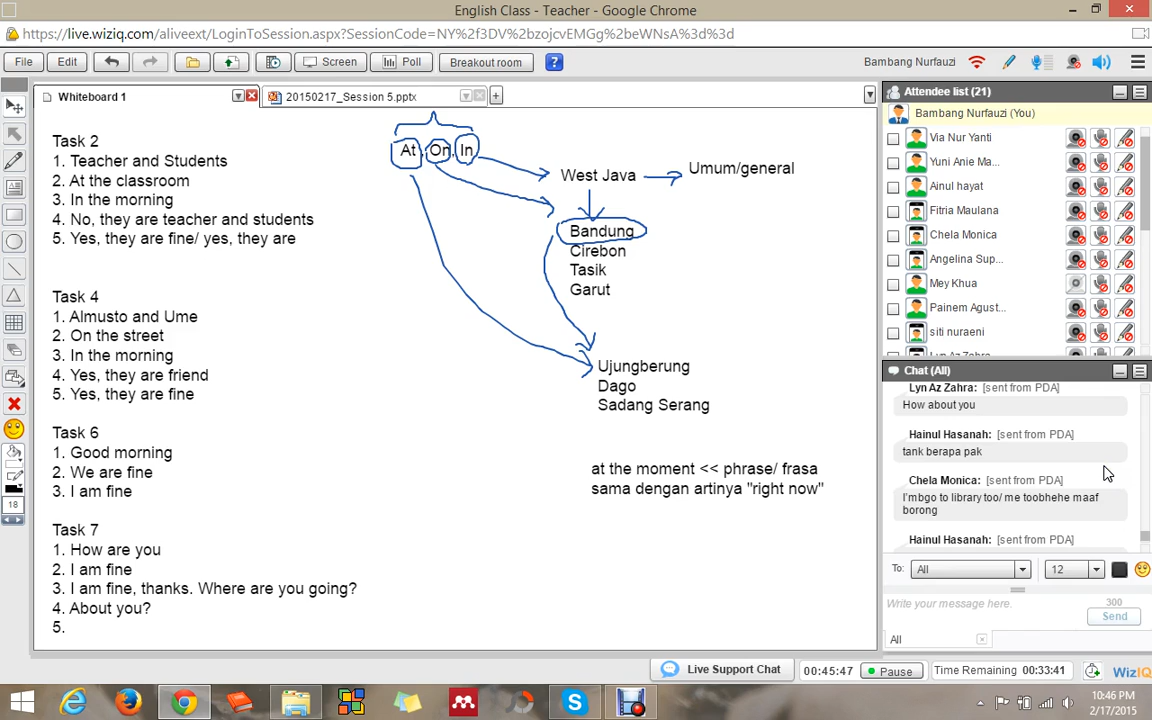 English Class - Teacher - Google Chrome
https://live.wiziq.com/aliveext/LoginToSession.aspx?SessionCode=NY%2f3DV%2bzojcvEMGg%2beWNsA%3d%3d
File Edit Screen Poll Breakout room ? Bambang Nurfauzi
Whiteboard 1 20150217_Session 5.pptx
Attendee list (21)
Bambang Nurfauzi (You)
Via Nur Yanti
Yuni Anie Ma...
Ainul hayat
Fitria Maulana
Chela Monica
Angelina Sup...
Mey Khua
Painem Agust...
siti nuraeni
Lyn Az Zahra
Task 2
1. Teacher and Students
2. At the classroom
3. In the morning
4. No, they are teacher and students
5. Yes, they are fine/ yes, they are
Task 4
1. Almusto and Ume
2. On the street
3. In the morning
4. Yes, they are friend
5. Yes, they are fine
Task 6
1. Good morning
2. We are fine
3. I am fine
Task 7
1. How are you
2. I am fine
3. I am fine, thanks. Where are you going?
4. About you?
5.
At, On, In
West Java
Umum/general
Bandung
Cirebon
Tasik
Garut
Ujungberung
Dago
Sadang Serang
at the moment << phrase/ frasa
sama dengan artinya "right now"
18
Chat (All)
Lyn Az Zahra: [sent from PDA]
How about you
Hainul Hasanah: [sent from PDA]
tank berapa pak
Chela Monica: [sent from PDA]
I'mbgo to library too/ me toobhehe maaf
borong
Hainul Hasanah: [sent from PDA]
To: All 12
Write your message here.
300
Send
All
Live Support Chat 00:45:47 Pause Time Remaining 00:33:41 WizIQ
10:46 PM
2/17/2015